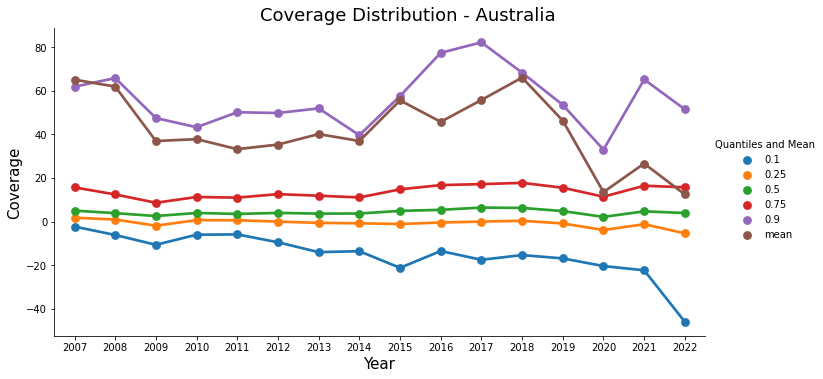 Coverage Distribution - Australia
Coverage
80
60
40
20
0
−20
−40
2007 2008 2009 2010 2011 2012 2013 2014 2015 2016 2017 2018 2019 2020 2021 2022
Year
Quantiles and Mean
0.1
0.25
0.5
0.75
0.9
mean